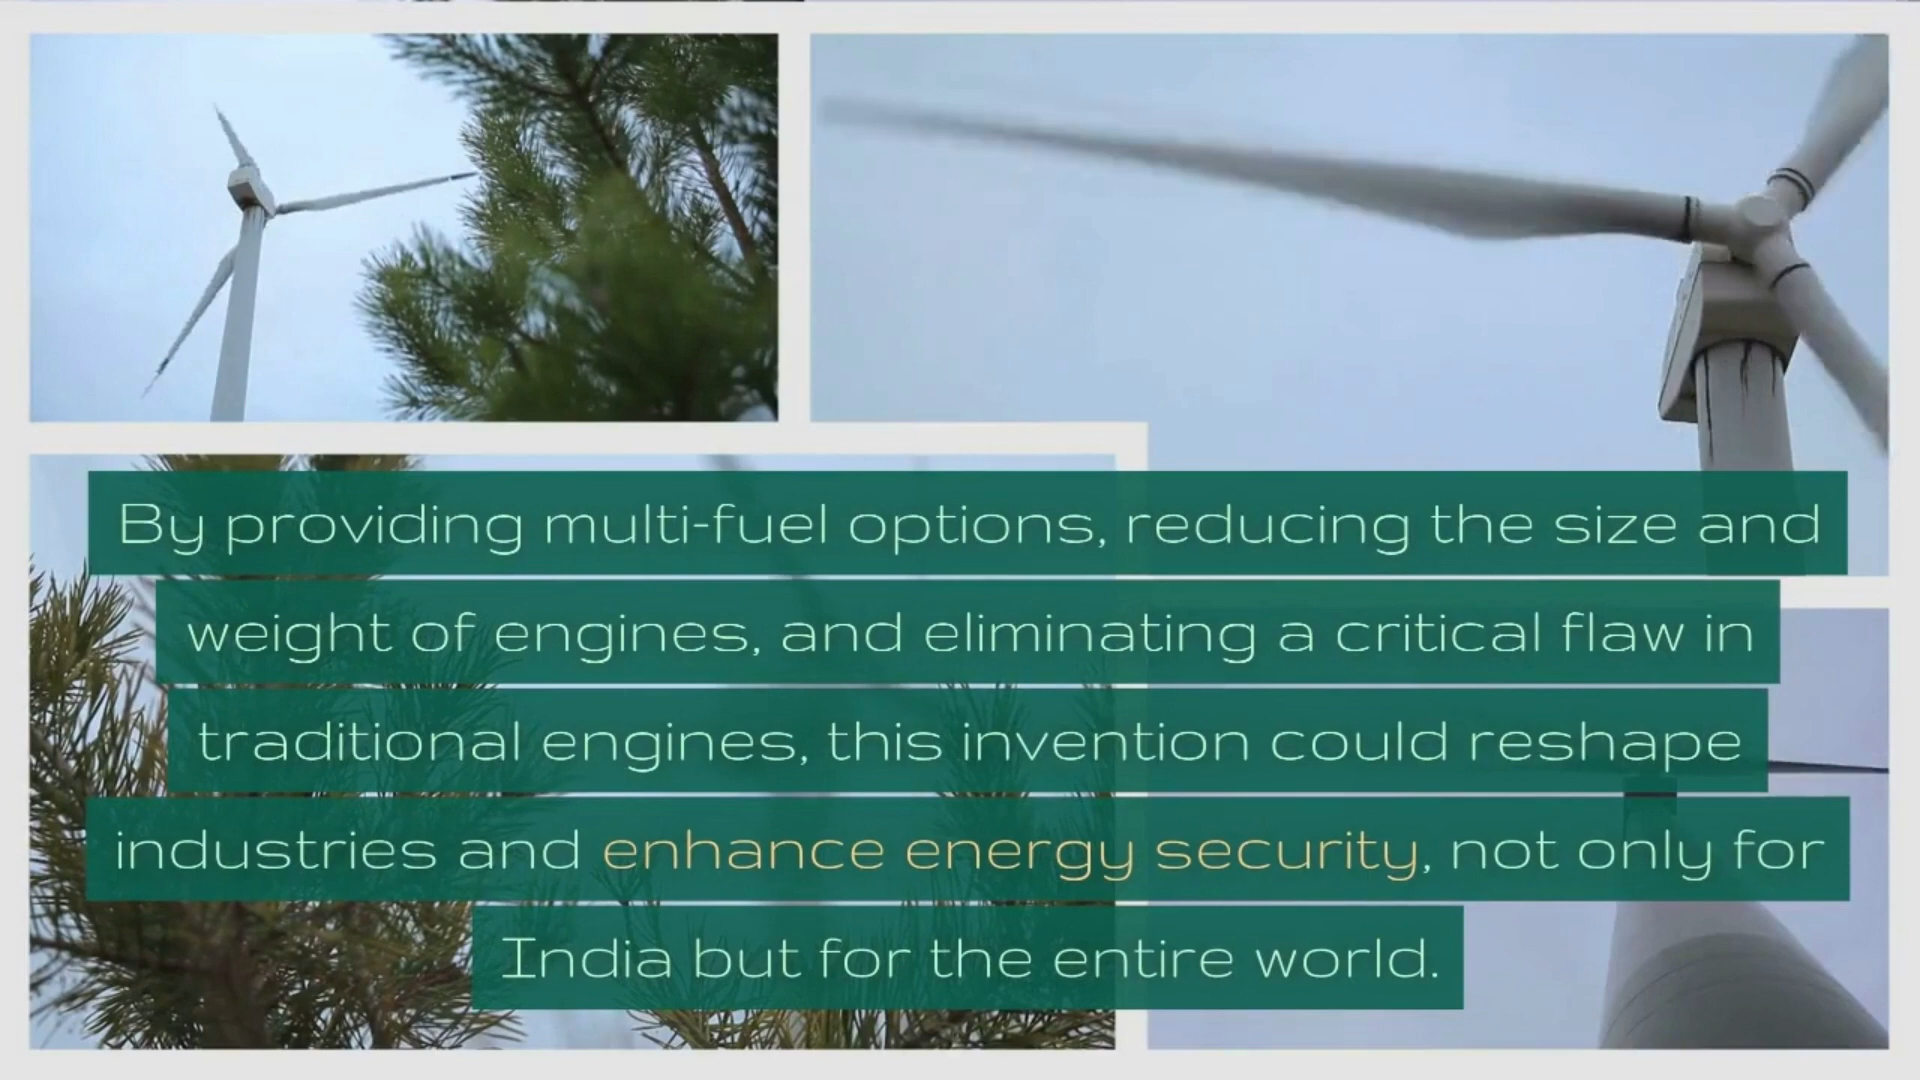 By providing multi-fuel options, reducing the size and
weight of engines, and eliminating a critical flaw in
traditional engines, this invention could reshape
industries and enhance energy security, not only for
India but for the entire world.